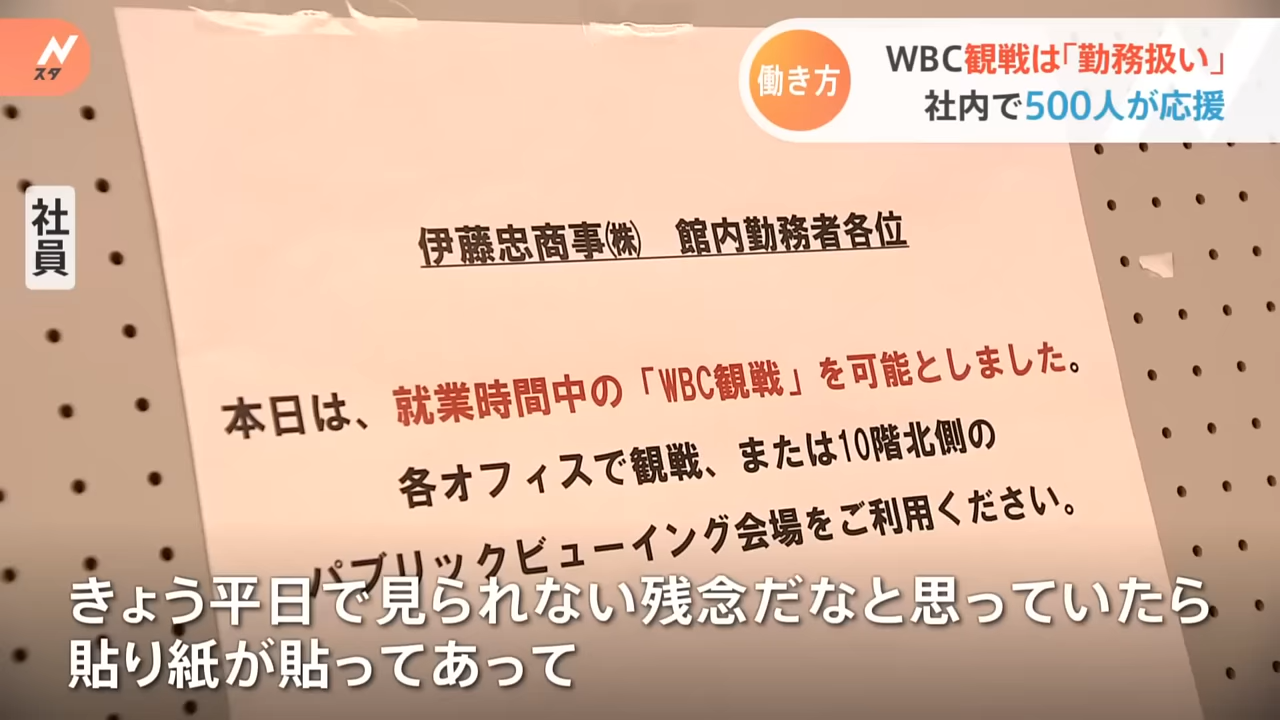 N
スタ
働き方
WBC観戦は「勤務扱い」
社内で500人が応援
社員
伊藤忠商事㈱　館内勤務者各位
本日は、就業時間中の「WBC観戦」を可能としました。
各オフィスで観戦、または10階北側の
パブリックビューイング会場をご利用ください。
きょう平日で見られない残念だなと思っていたら
貼り紙が貼ってあって